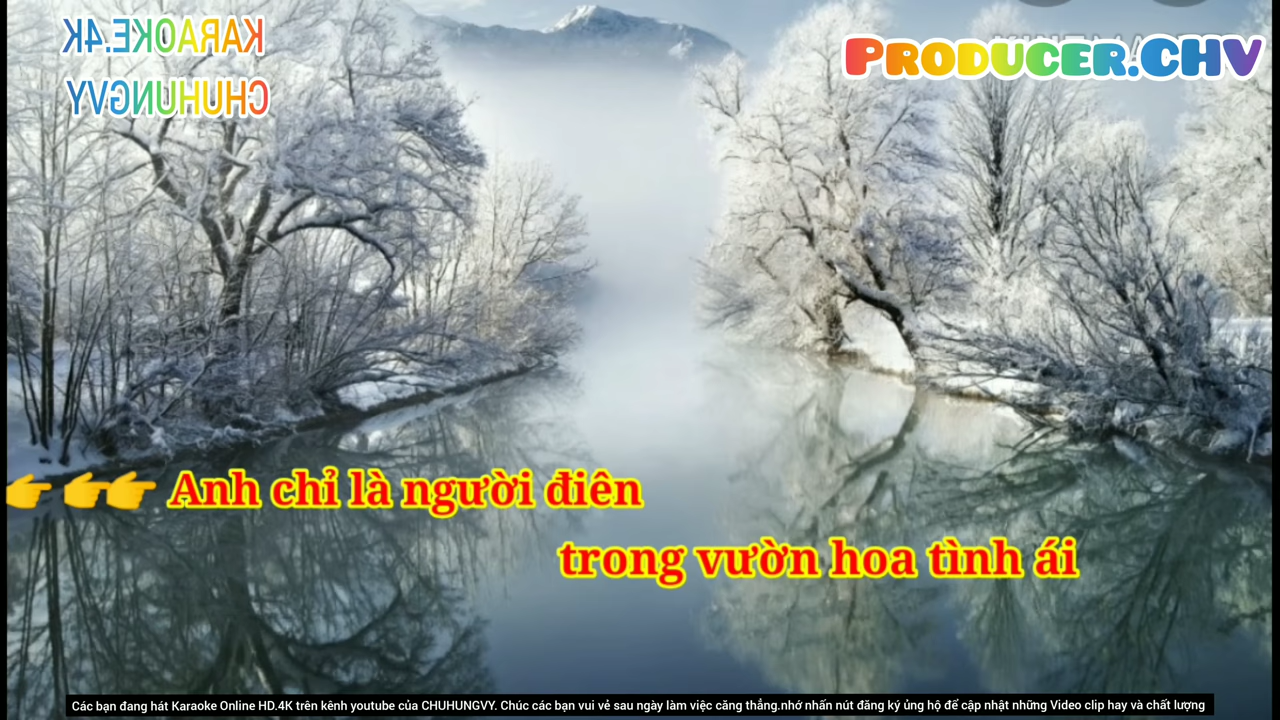 KARAOKE.4K
CHUHUNGVY
PRODUCER.CHV
Anh chỉ là người điên
trong vườn hoa tình ái
Các bạn đang hát Karaoke Online HD.4K trên kênh youtube của CHUHUNGVY. Chúc các bạn vui vẻ sau ngày làm việc căng thẳng.nhớ nhấn nút đăng ký ủng hộ để cập nhật những Video clip hay và chất lượng